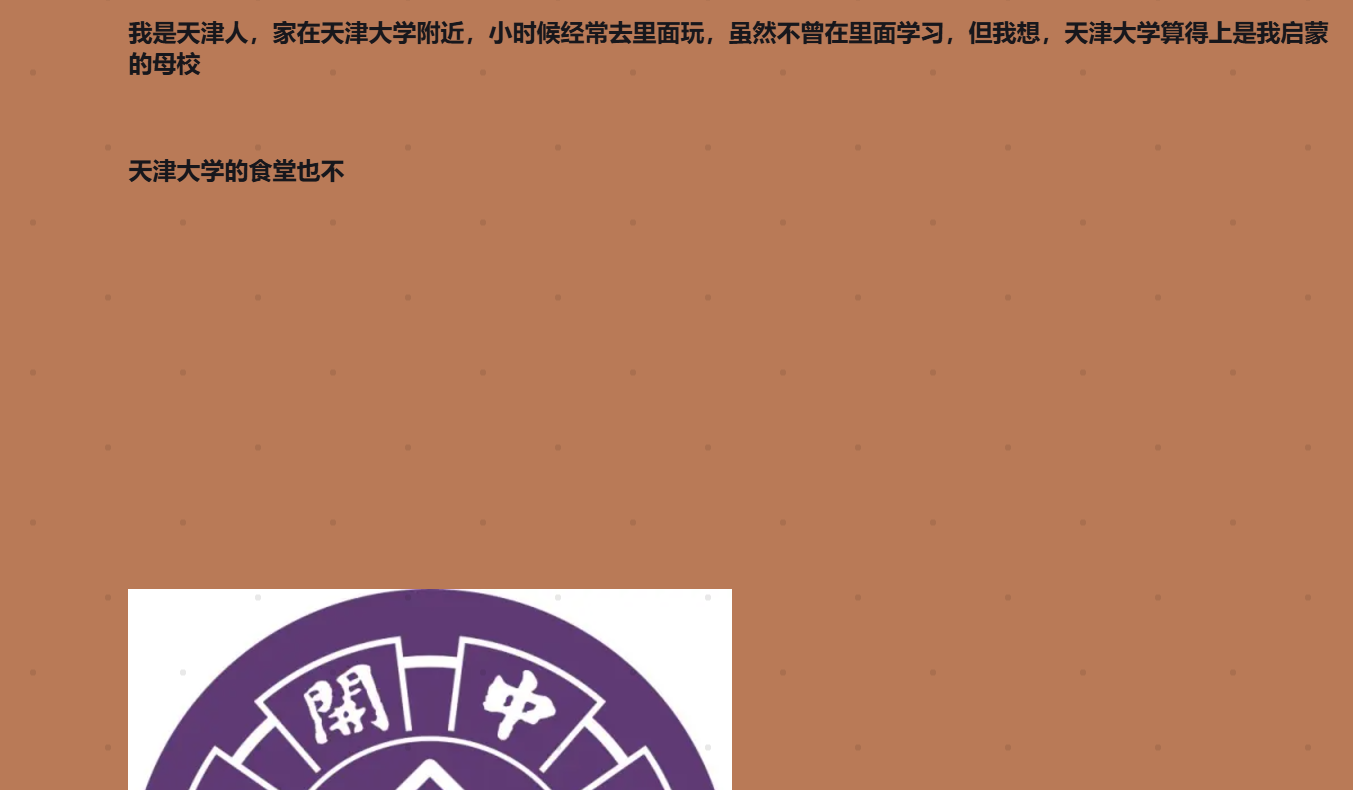 我是天津人，家在天津大学附近，小时候经常去里面玩，虽然不曾在里面学习，但我想，天津大学算得上是我启蒙
的母校
天津大学的食堂也不
開 中